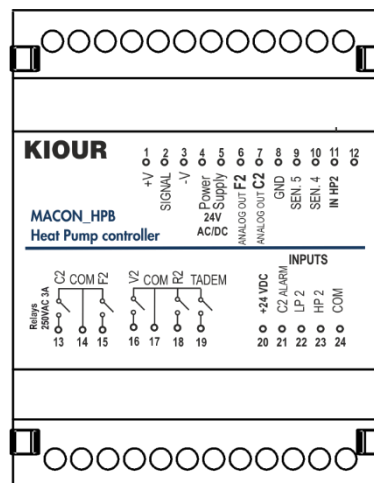 KIOUR
1 2 3 4 5 6 7 8 9 10 11 12
+V
SIGNAL
-V
Power Supply
24V
AC/DC
ANALOG OUT F2
ANALOG OUT C2
GND
SEN. 5
SEN. 4
IN HP2
MACON_HPB
Heat Pump controller
INPUTS
Relays
250VAC 3A
C2 COM F2
V2 COM R2 TADEM
+24 VDC
C2 ALARM
LP 2
HP 2
COM
13 14 15 16 17 18 19 20 21 22 23 24